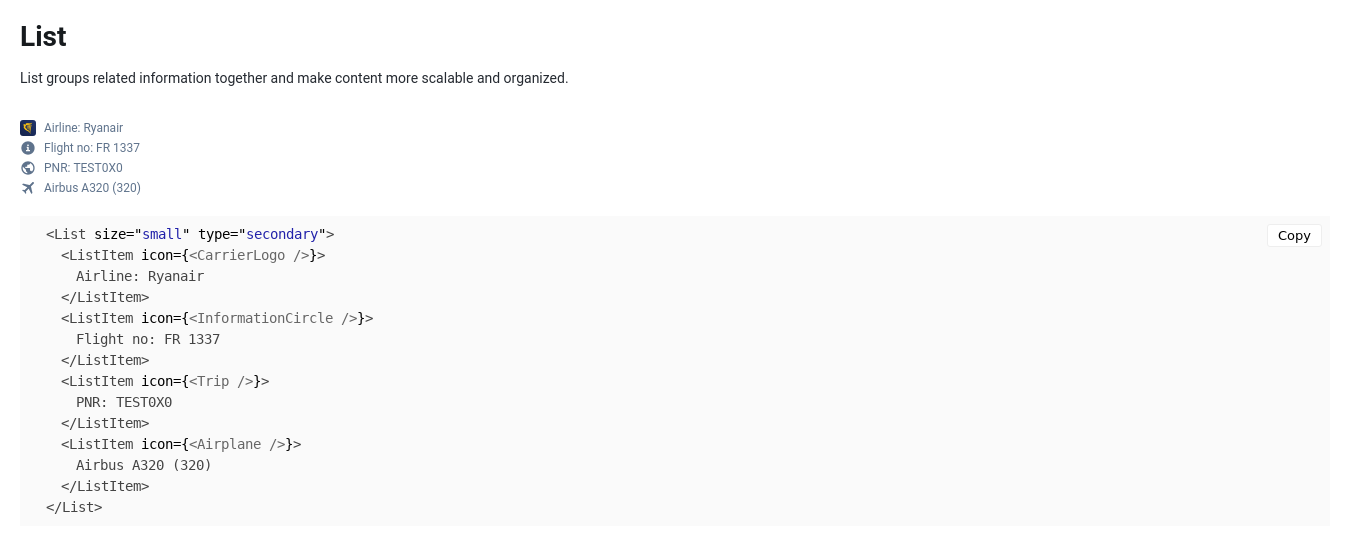 List
List groups related information together and make content more scalable and organized.
Airline: Ryanair
Flight no: FR 1337
PNR: TEST0X0
Airbus A320 (320)
<List size="small" type="secondary">
Copy
<ListItem icon={<CarrierLogo />}>
Airline: Ryanair
</ListItem>
<ListItem icon={<InformationCircle />}>
Flight no: FR 1337
</ListItem>
<ListItem icon={<Trip />}>
PNR: TEST0X0
</ListItem>
<ListItem icon={<Airplane />}>
Airbus A320 (320)
</ListItem>
</List>